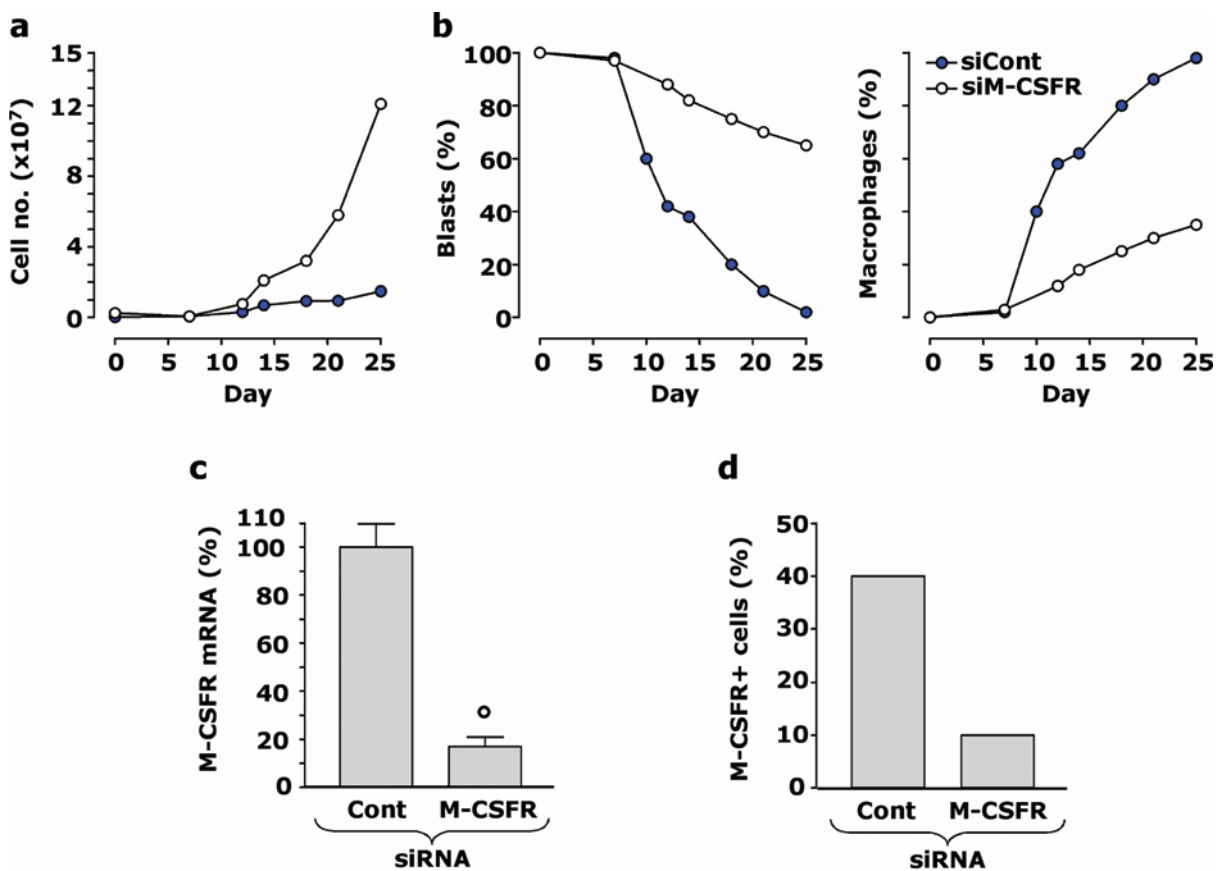 a
15
12
8
4
0
Cell no. (x10⁷)
0 5 10 15 20 25
Day
b
100
80
60
40
20
0
Blasts (%)
0 5 10 15 20 25
Day
siCont
siM-CSFR
Macrophages (%)
0 5 10 15 20 25
Day
c
110
100
80
60
40
20
0
M-CSFR mRNA (%)
Cont M-CSFR
siRNA
d
50
40
30
20
10
0
M-CSFR+ cells (%)
Cont M-CSFR
siRNA